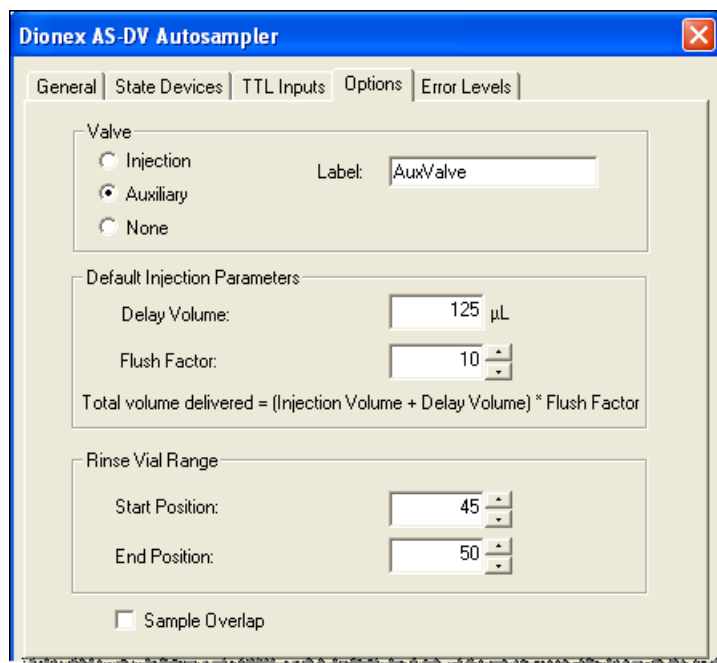 Dionex AS-DV Autosampler
General State Devices TTL Inputs Options Error Levels
Valve
Injection
Label: AuxValve
Auxiliary
None
Default Injection Parameters
Delay Volume: 125 µL
Flush Factor: 10
Total volume delivered = (Injection Volume + Delay Volume) * Flush Factor
Rinse Vial Range
Start Position: 45
End Position: 50
Sample Overlap